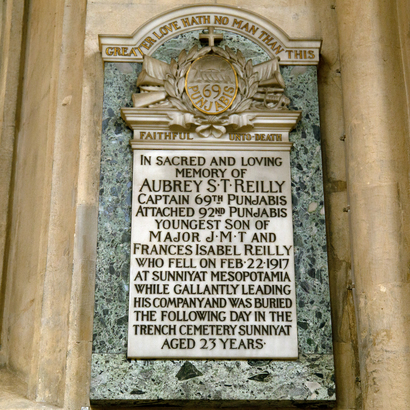 GREATER LOVE HATH NO MAN THAN THIS
69
PUNJABIS
FAITHFUL UNTO DEATH
IN SACRED AND LOVING
MEMORY OF
AUBREY S·T·REILLY
CAPTAIN 69TH PUNJABIS
ATTACHED 92ND PUNJABIS
YOUNGEST SON OF
MAJOR J·M·T AND
FRANCES ISABEL REILLY
WHO FELL ON FEB·22·1917
AT SUNNIYAT MESOPOTAMIA
WHILE GALLANTLY LEADING
HIS COMPANY AND WAS BURIED
THE FOLLOWING DAY IN THE
TRENCH CEMETERY SUNNIYAT
AGED 23 YEARS·